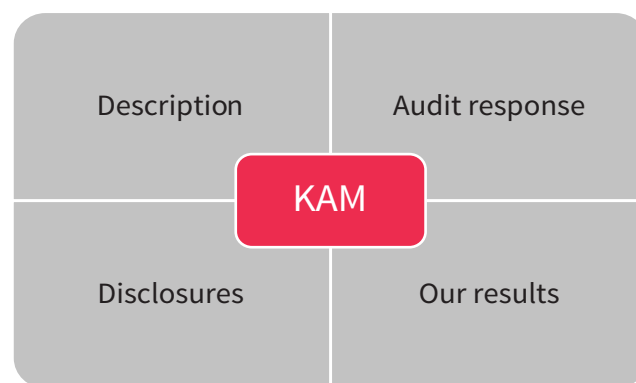 Description
Audit response
KAM
Disclosures
Our results